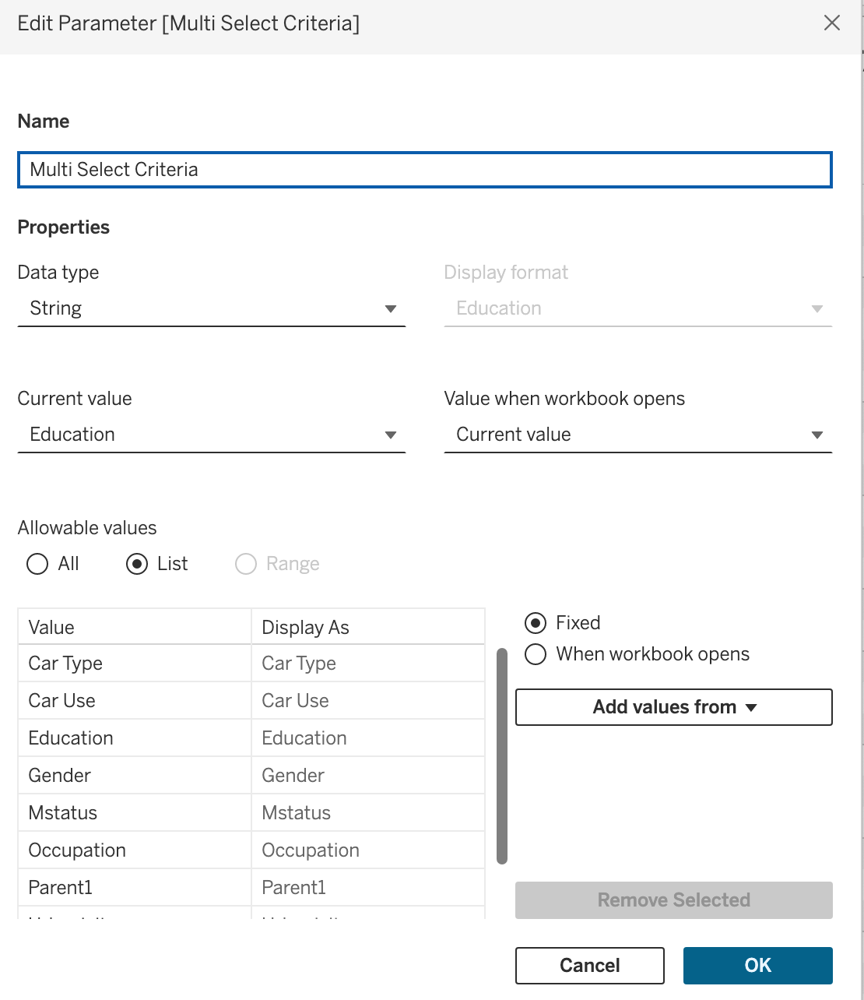 Edit Parameter [Multi Select Criteria]
Name
Multi Select Criteria
Properties
Data type Display format
String Education
Current value Value when workbook opens
Education Current value
Allowable values
All List Range
Value Display As
Car Type Car Type
Car Use Car Use
Education Education
Gender Gender
Mstatus Mstatus
Occupation Occupation
Parent1 Parent1
Fixed
When workbook opens
Add values from
Remove Selected
Cancel OK